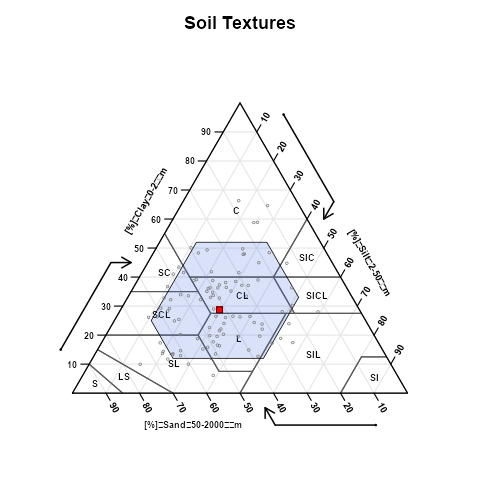 Soil Textures
10
20
30
40
50
60
70
80
90
[%]□Silt□2-50□□m
90
80
70
60
50
40
30
20
10
[%]□Clay□0-2□□m
C
SIC
SC
CL
SICL
SCL
L
SIL
SL
LS
S
SI
90
80
70
60
50
40
30
20
10
[%]□Sand□50-2000□□m